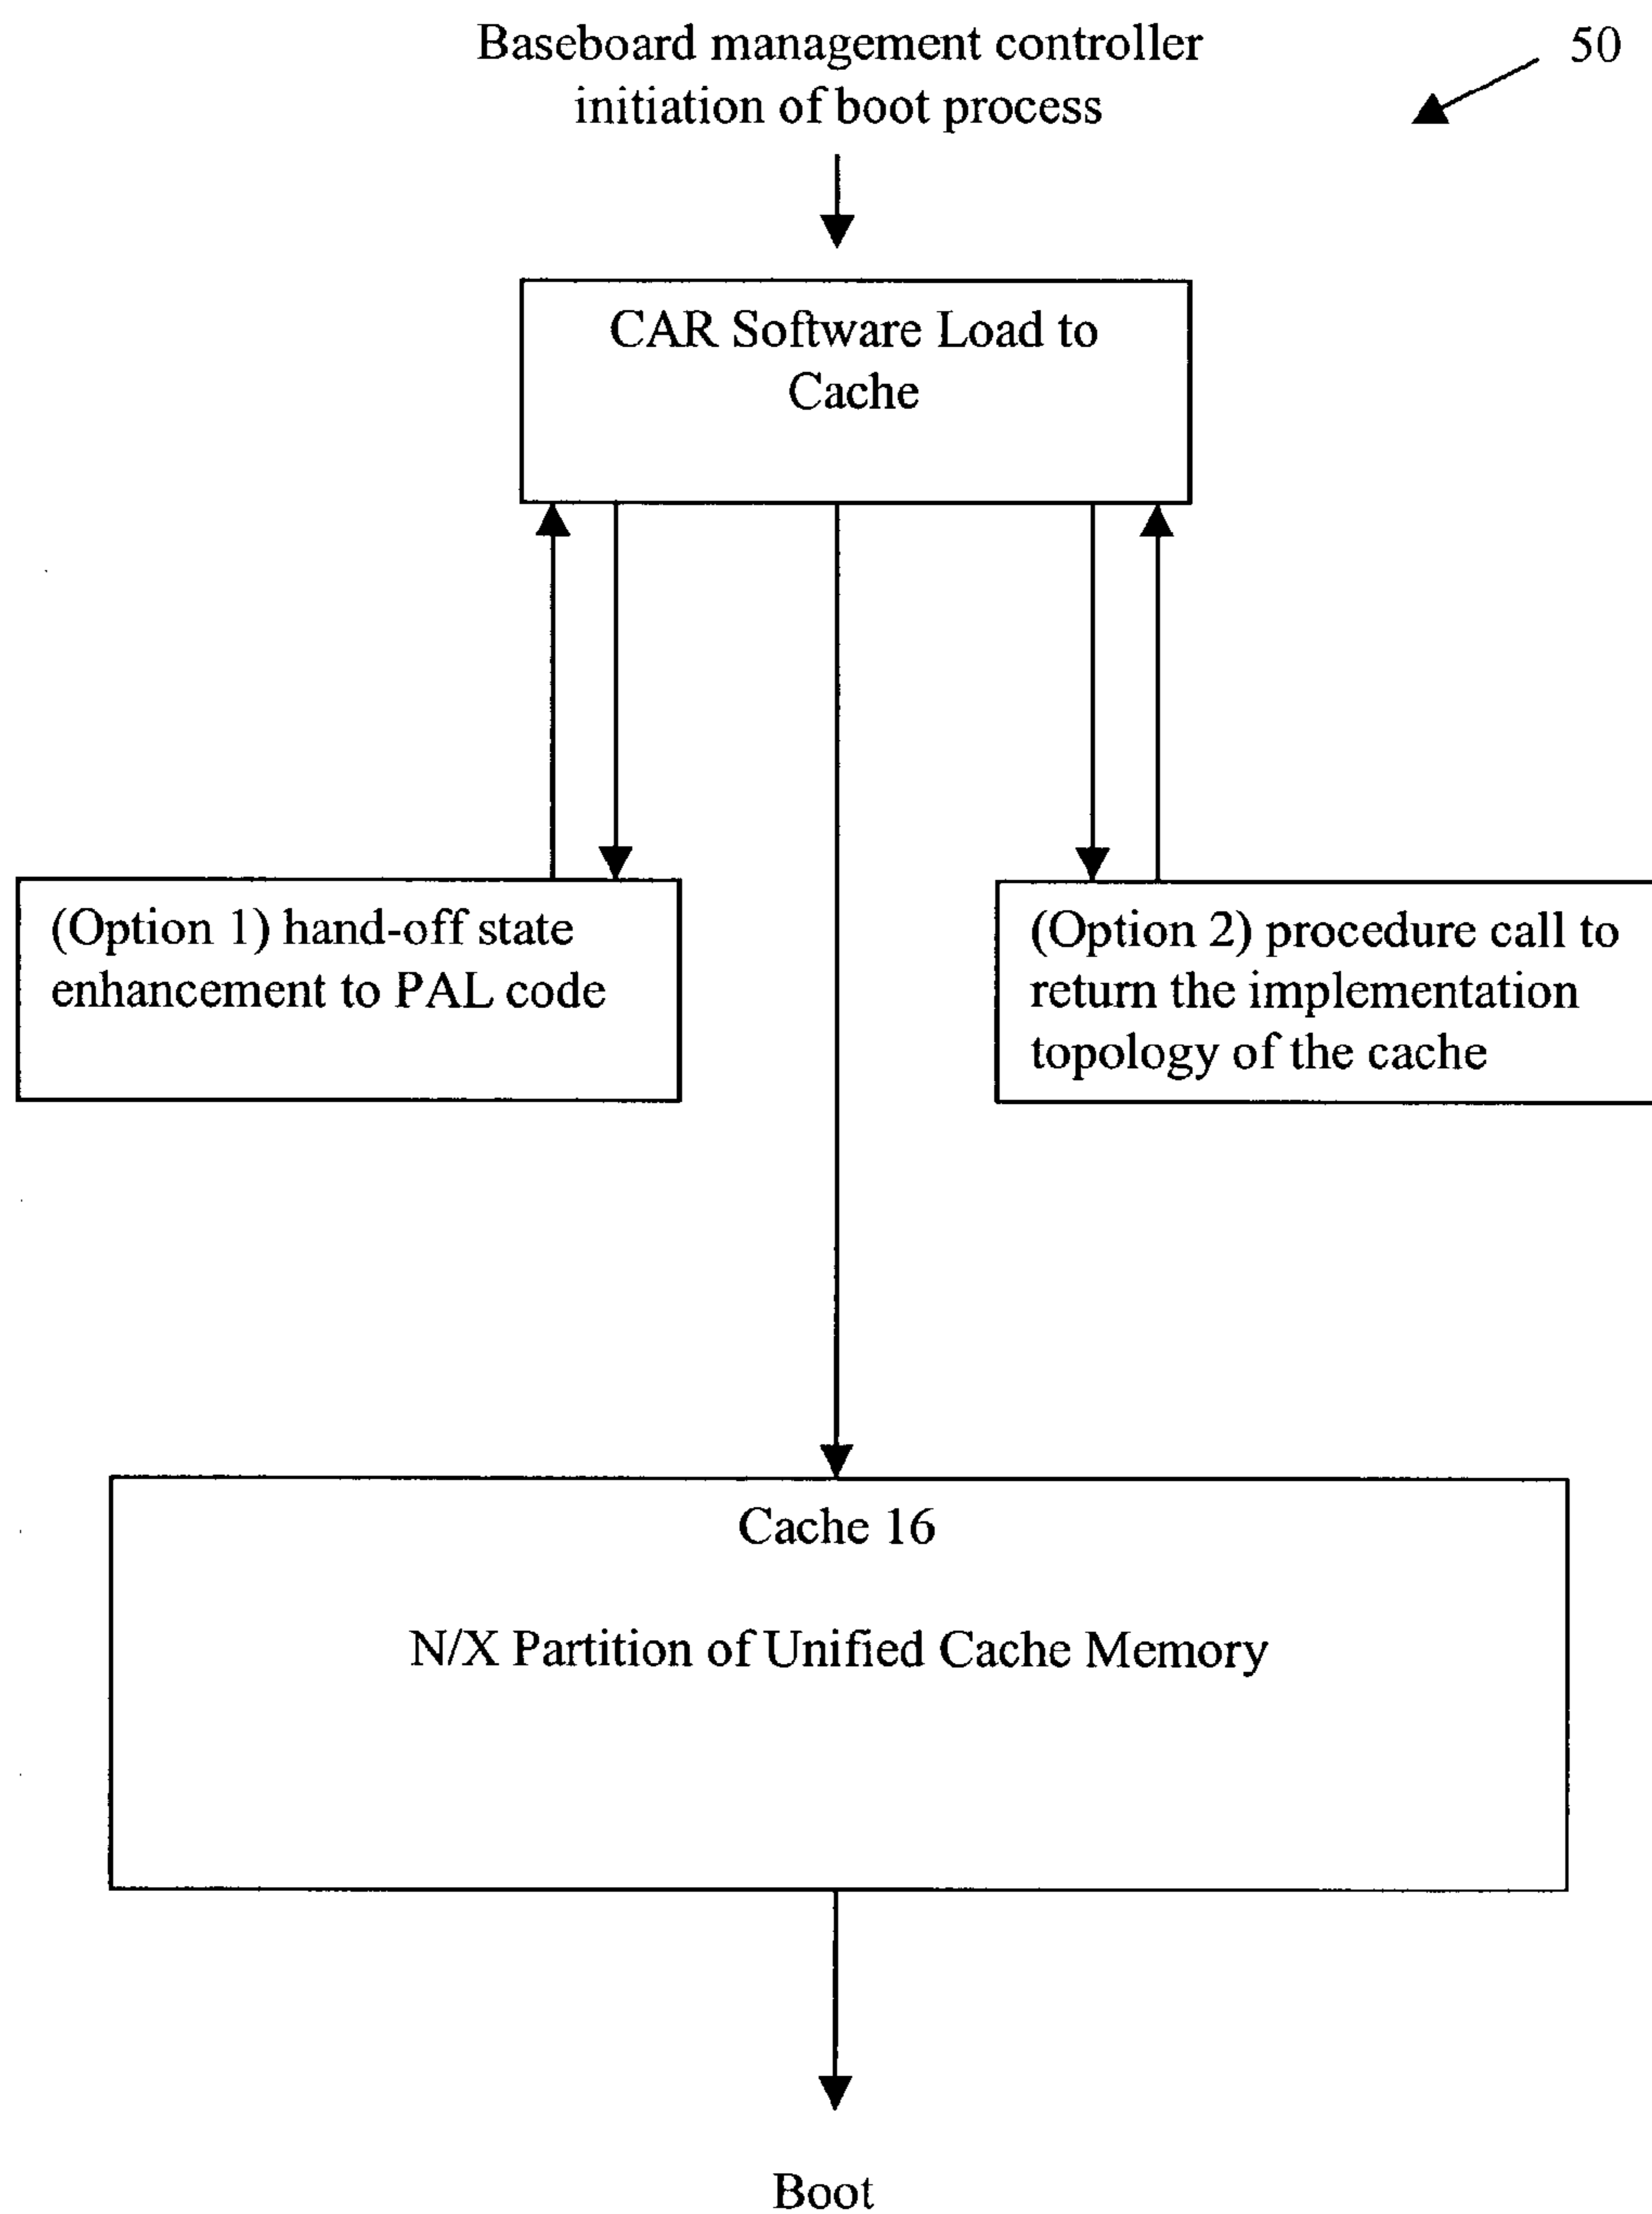 Baseboard management controller
initiation of boot process
50
CAR Software Load to
Cache
(Option 1) hand-off state
enhancement to PAL code
(Option 2) procedure call to
return the implementation
topology of the cache
Cache 16
N/X Partition of Unified Cache Memory
Boot